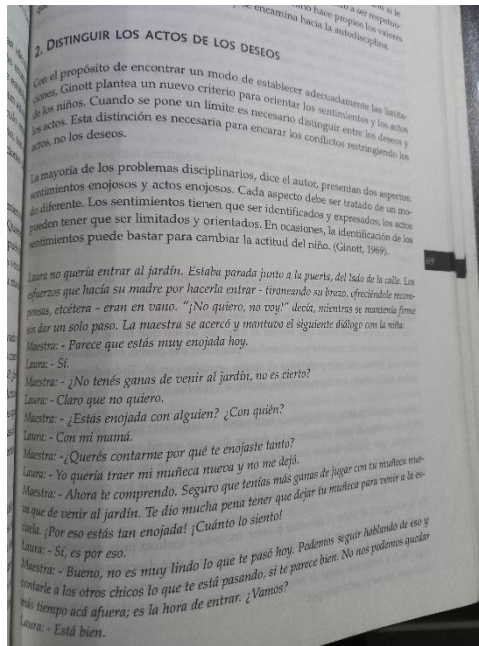 no hace propios los valores
y se encamina hacia la autodisciplina.
2. DISTINGUIR LOS ACTOS DE LOS DESEOS
Con el propósito de encontrar un modo de establecer adecuadamente las limita-
ciones, Ginott plantea un nuevo criterio para orientar los sentimientos y los actos
de los niños. Cuando se pone un límite es necesario distinguir entre los deseos y
los actos. Esta distinción es necesaria para encarar los conflictos restringiendo los
actos, no los deseos.
La mayoría de los problemas disciplinarios, dice el autor, presentan dos aspectos:
sentimientos enojosos y actos enojosos. Cada aspecto debe ser tratado de un mo-
do diferente. Los sentimientos tienen que ser identificados y expresados; los actos
pueden tener que ser limitados y orientados. En ocasiones, la identificación de los
sentimientos puede bastar para cambiar la actitud del niño. (Ginott, 1969).
Laura no quería entrar al jardín. Estaba parada junto a la puerta, del lado de la calle. Los
esfuerzos que hacía su madre por hacerla entrar - tironeando su brazo, ofreciéndole recom-
pensas, etcétera - eran en vano. "¡No quiero, no voy!" decía, mientras se mantenía firme
sin dar un solo paso. La maestra se acercó y mantuvo el siguiente diálogo con la niña:
Maestra: - Parece que estás muy enojada hoy.
Laura: - Sí.
Maestra: - ¿No tenés ganas de venir al jardín, no es cierto?
Laura: - Claro que no quiero.
Maestra: - ¿Estás enojada con alguien? ¿Con quién?
Laura: - Con mi mamá.
Maestra: -¿Querés contarme por qué te enojaste tanto?
Laura: - Yo quería traer mi muñeca nueva y no me dejó.
Maestra: - Ahora te comprendo. Seguro que tenías más ganas de jugar con tu muñeca nue-
va que de venir al jardín. Te dio mucha pena tener que dejar tu muñeca para venir a la es-
cuela. ¡Por eso estás tan enojada! ¡Cuánto lo siento!
Laura: - Sí, es por eso.
Maestra: - Bueno, no es muy lindo lo que te pasó hoy. Podemos seguir hablando de eso y
contarle a los otros chicos lo que te está pasando, si te parece bien. No nos podemos quedar
más tiempo acá afuera; es la hora de entrar. ¿Vamos?
Laura: - Está bien.